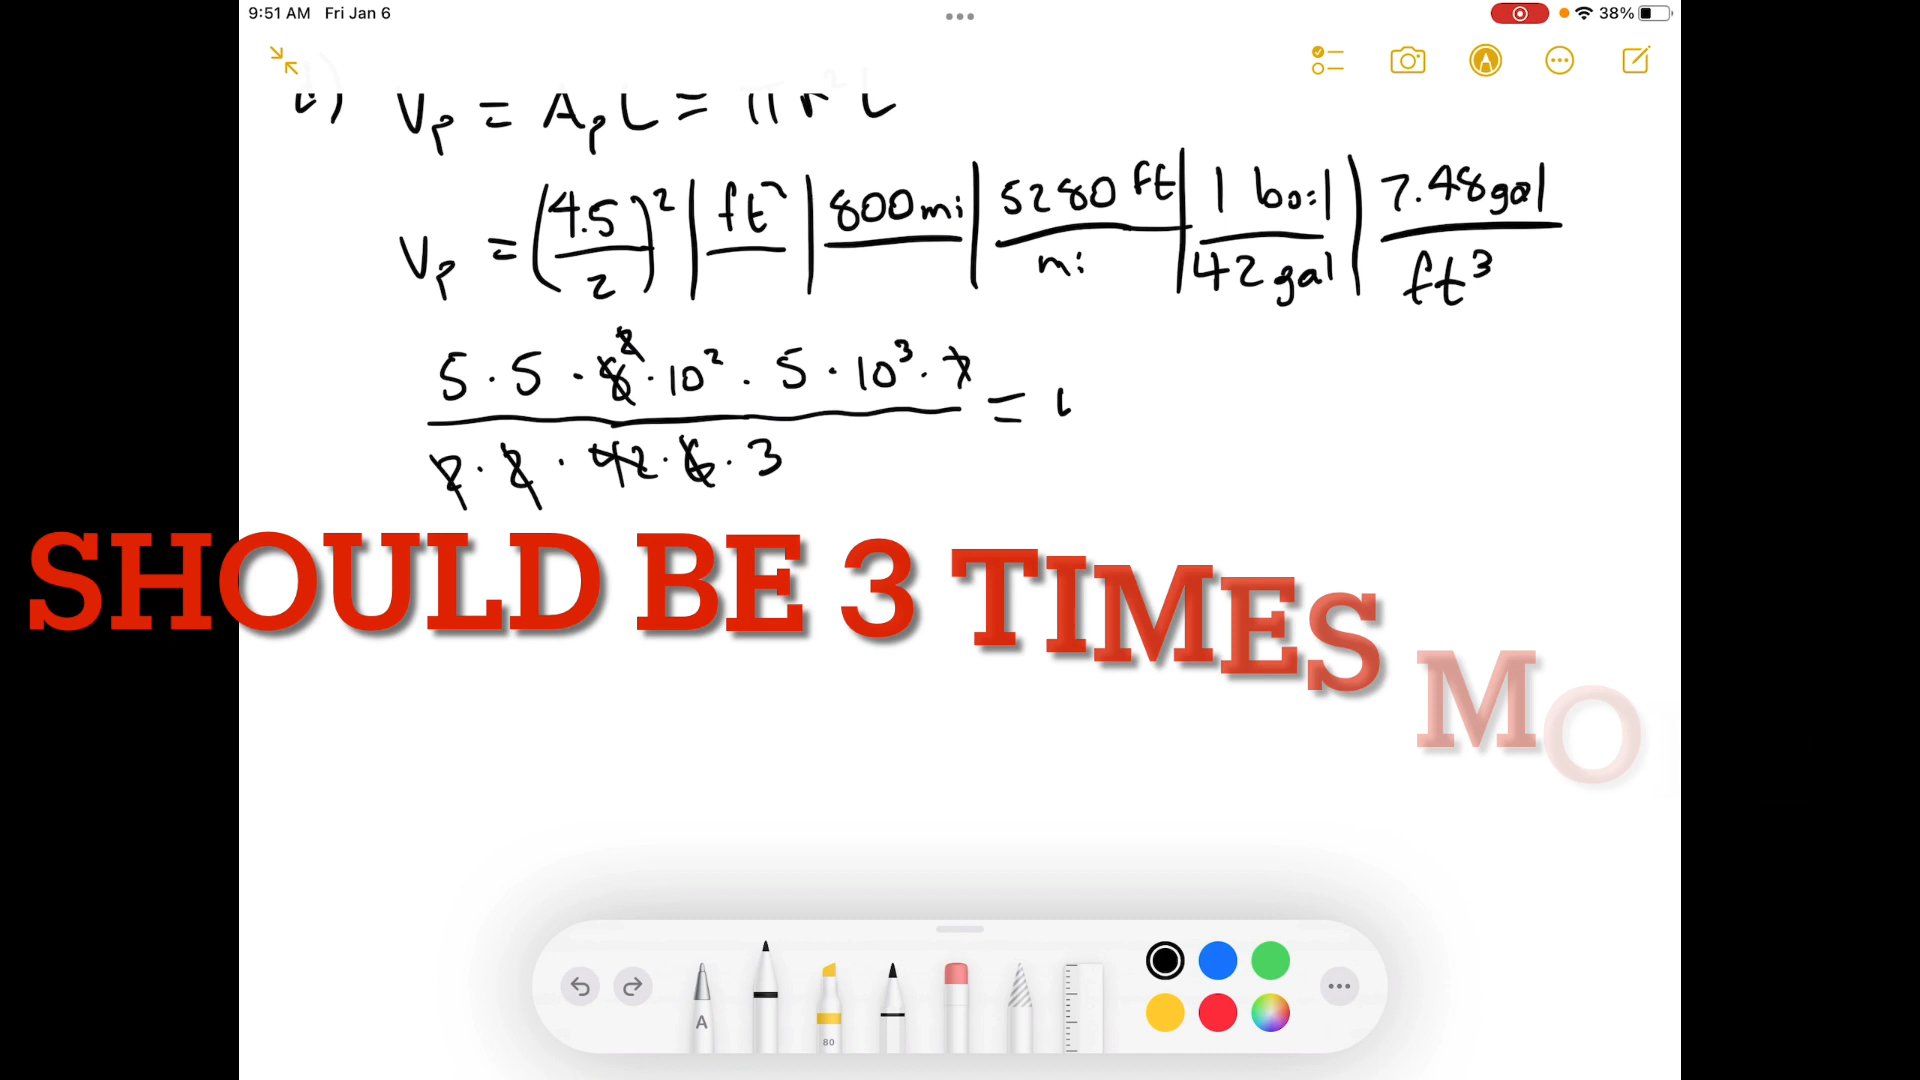 9:51 AM Fri Jan 6 38%
Vp = ApL = πr²L
Vp = (4.5/2)² | ft² | 800mi | 5280 ft/mi | 1 bbl/42 gal | 7.48gal/ft³
5 · 5 · 8 · 10² · 5 · 10³ · 7 =
2 · 2 · 42 · 6 · 3
SHOULD BE 3 TIMES MO
A 80